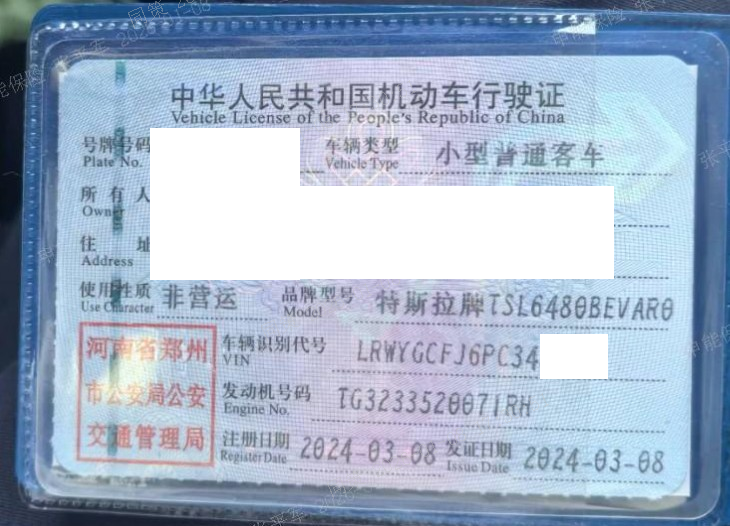 中华人民共和国机动车行驶证
Vehicle License of the People's Republic of China
号牌号码 车辆类型 小型普通客车
Plate No. Vehicle Type
所有人
Owner
住址
Address
使用性质 非营运 品牌型号 特斯拉牌TSL6480BEVAR0
Use Character Model
河南省郑州
市公安局公安
交通管理局
车辆识别代号 LRWYGCFJ6PC34
VIN
发动机号码 TG3233520071RH
Engine No.
注册日期 2024-03-08 发证日期 2024-03-08
Register Date Issue Date